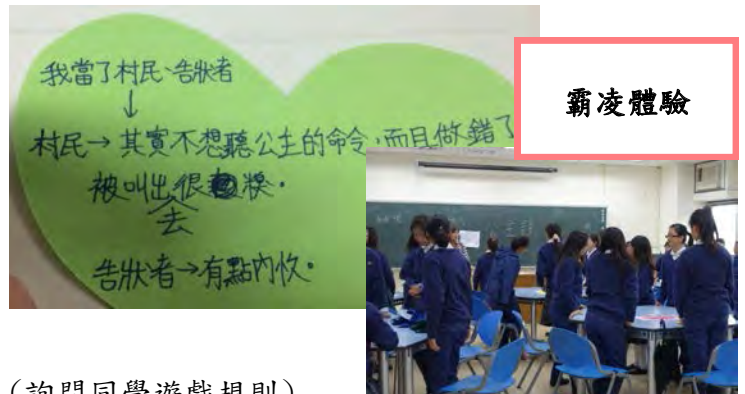 我當了村民、告狀者
↓
村民→其實不想聽公主的命令,而且做錯了
被叫出去很糗。
告狀者→有點內疚。
霸凌體驗
(詢問同學遊戲規則)